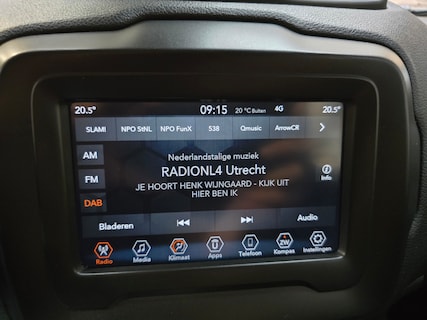 20.5° 09:15 20 °C Buiten 4G 20.5°
SLAM! NPO StNL NPO FunX 538 Qmusic ArrowCR
AM
FM
DAB
Nederlandstalige muziek
RADIONL4 Utrecht
JE HOORT HENK WIJNGAARD - KIJK UIT
HIER BEN IK
Info
Bladeren Audio
Radio Media Klimaat Apps Telefoon ZW Kompas Instellingen